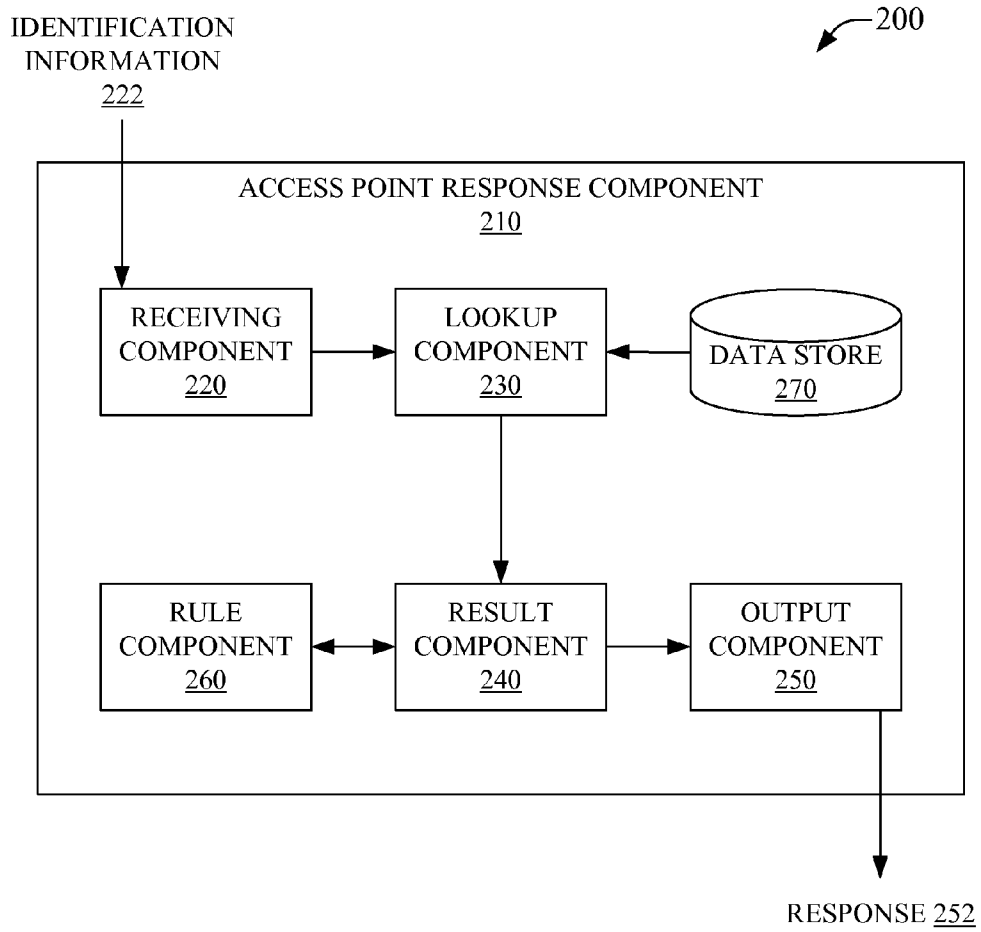 IDENTIFICATION
INFORMATION
222
200
ACCESS POINT RESPONSE COMPONENT
210
RECEIVING
COMPONENT
220
LOOKUP
COMPONENT
230
DATA STORE
270
RULE
COMPONENT
260
RESULT
COMPONENT
240
OUTPUT
COMPONENT
250
RESPONSE 252